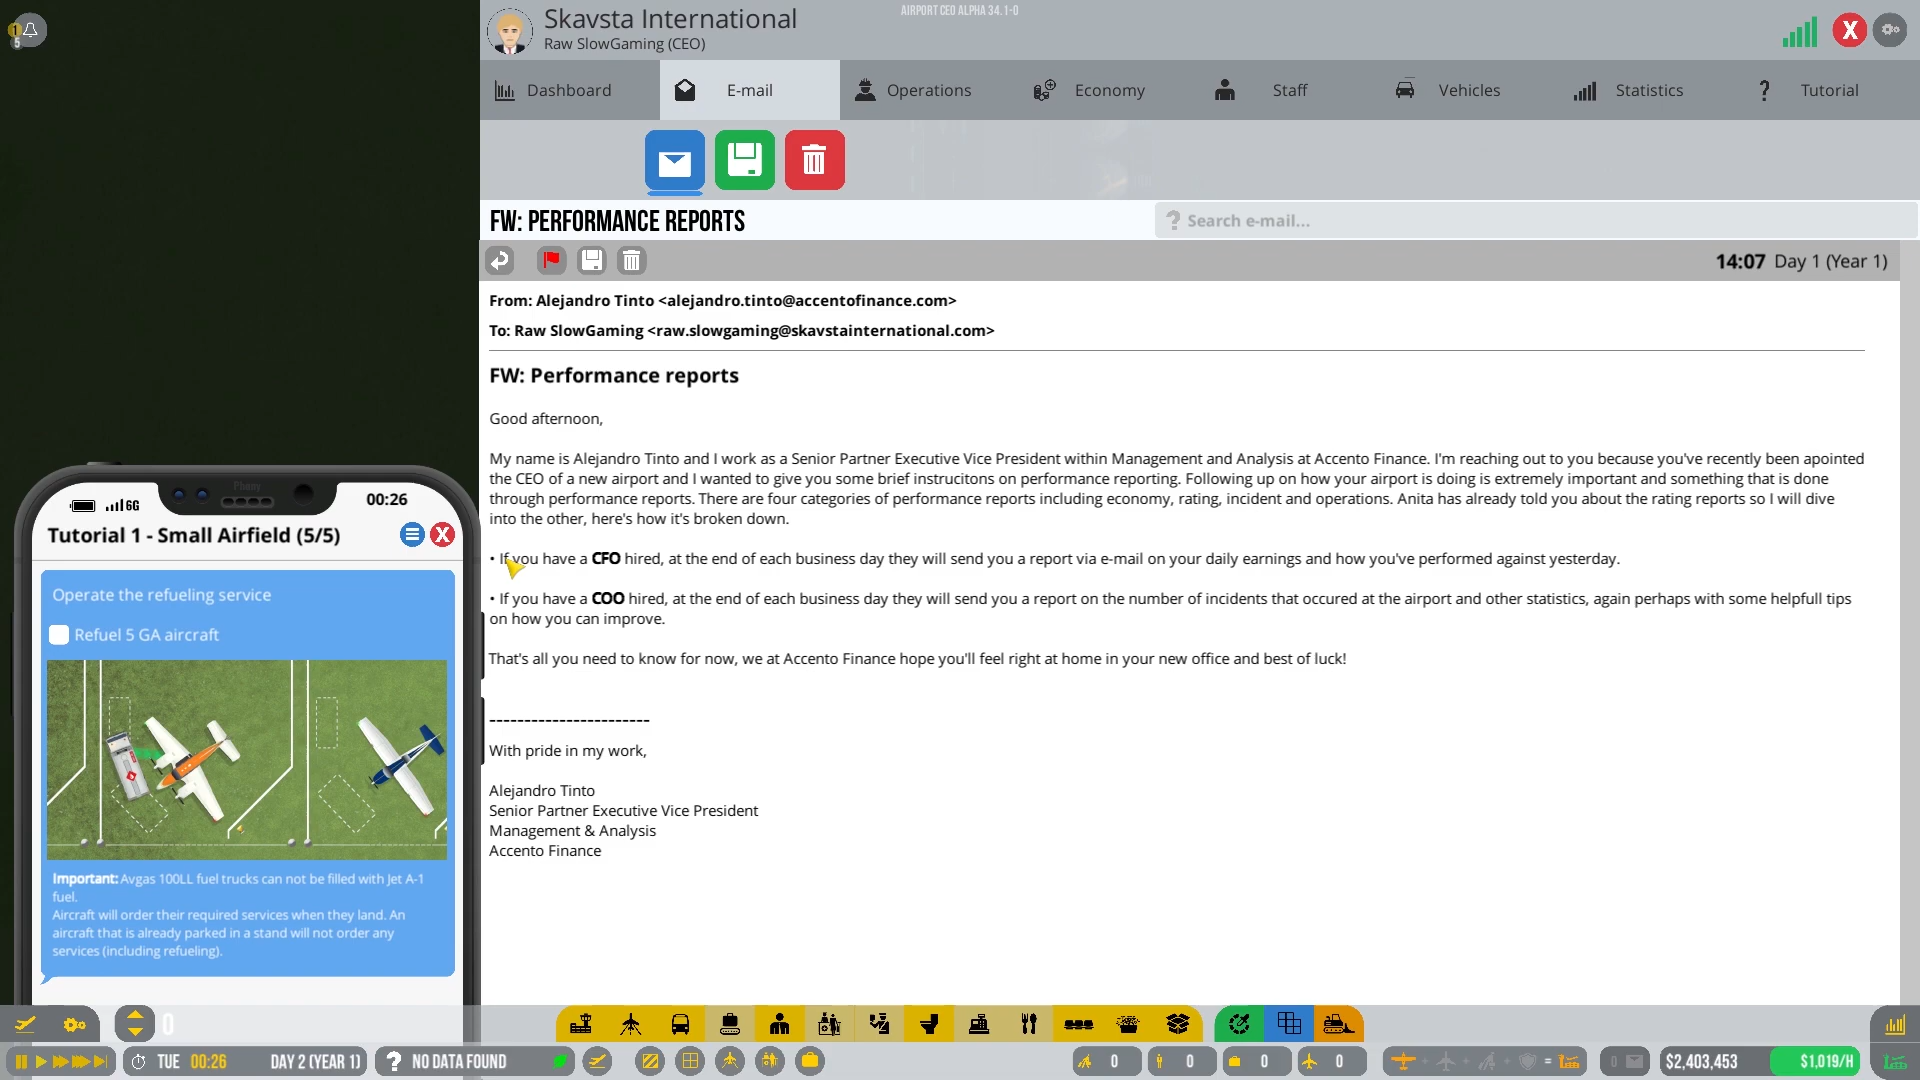 AIRPORT CEO ALPHA 34.1-0
1
5
Skavsta International
Raw SlowGaming (CEO)
X
Dashboard
E-mail
Operations
Economy
Staff
Vehicles
Statistics
? Tutorial
FW: PERFORMANCE REPORTS
? Search e-mail...
14:07 Day 1 (Year 1)
From: Alejandro Tinto <alejandro.tinto@accentofinance.com>
To: Raw SlowGaming <raw.slowgaming@skavstainternational.com>
FW: Performance reports
Good afternoon,
My name is Alejandro Tinto and I work as a Senior Partner Executive Vice President within Management and Analysis at Accento Finance. I'm reaching out to you because you've recently been apointed
the CEO of a new airport and I wanted to give you some brief instrucitons on performance reporting. Following up on how your airport is doing is extremely important and something that is done
through performance reports. There are four categories of performance reports including economy, rating, incident and operations. Anita has already told you about the rating reports so I will dive
into the other, here's how it's broken down.
• If you have a CFO hired, at the end of each business day they will send you a report via e-mail on your daily earnings and how you've performed against yesterday.
• If you have a COO hired, at the end of each business day they will send you a report on the number of incidents that occured at the airport and other statistics, again perhaps with some helpfull tips
on how you can improve.
That's all you need to know for now, we at Accento Finance hope you'll feel right at home in your new office and best of luck!
-----------------------
With pride in my work,
Alejandro Tinto
Senior Partner Executive Vice President
Management & Analysis
Accento Finance
Phony
6G
00:26
Tutorial 1 - Small Airfield (5/5)
X
Operate the refueling service
Refuel 5 GA aircraft
Important: Avgas 100LL fuel trucks can not be filled with Jet A-1
fuel.
Aircraft will order their required services when they land. An
aircraft that is already parked in a stand will not order any
services (including refueling).
0
TUE 00:26 DAY 2 (YEAR 1)
? NO DATA FOUND
0
0
0
0
+ + + =
0
$2,403,453
$1,019/H